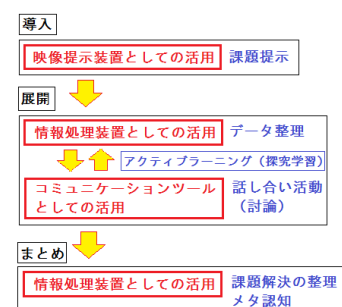 導入
映像提示装置としての活用 課題提示
展開
情報処理装置としての活用 データ整理
アクティブラーニング（探究学習）
コミュニケーションツール 話し合い活動
としての活用 （討論）
まとめ
情報処理装置としての活用 課題解決の整理
メタ認知